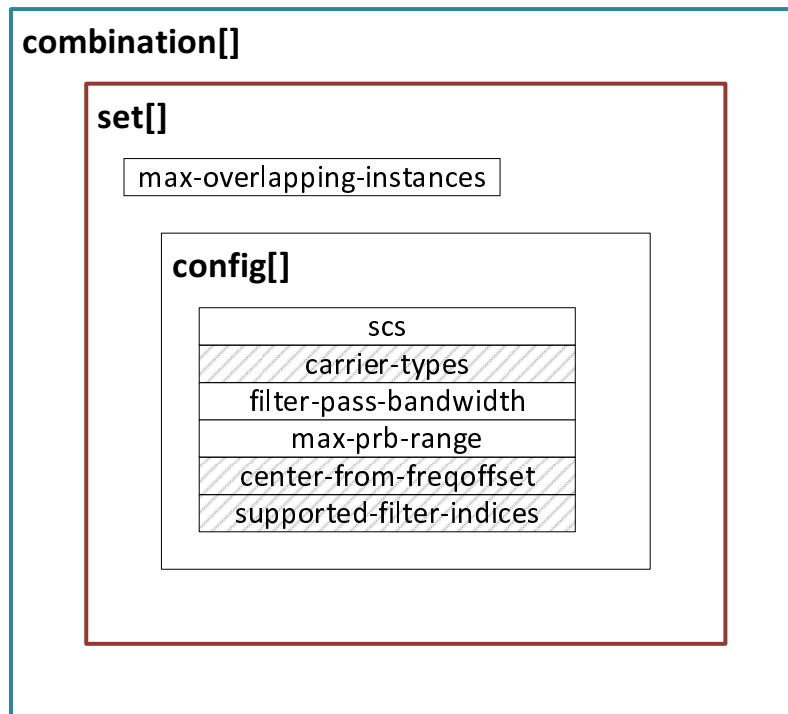 combination[]
set[]
max-overlapping-instances
config[]
scs
carrier-types
filter-pass-bandwidth
max-prb-range
center-from-freqoffset
supported-filter-indices